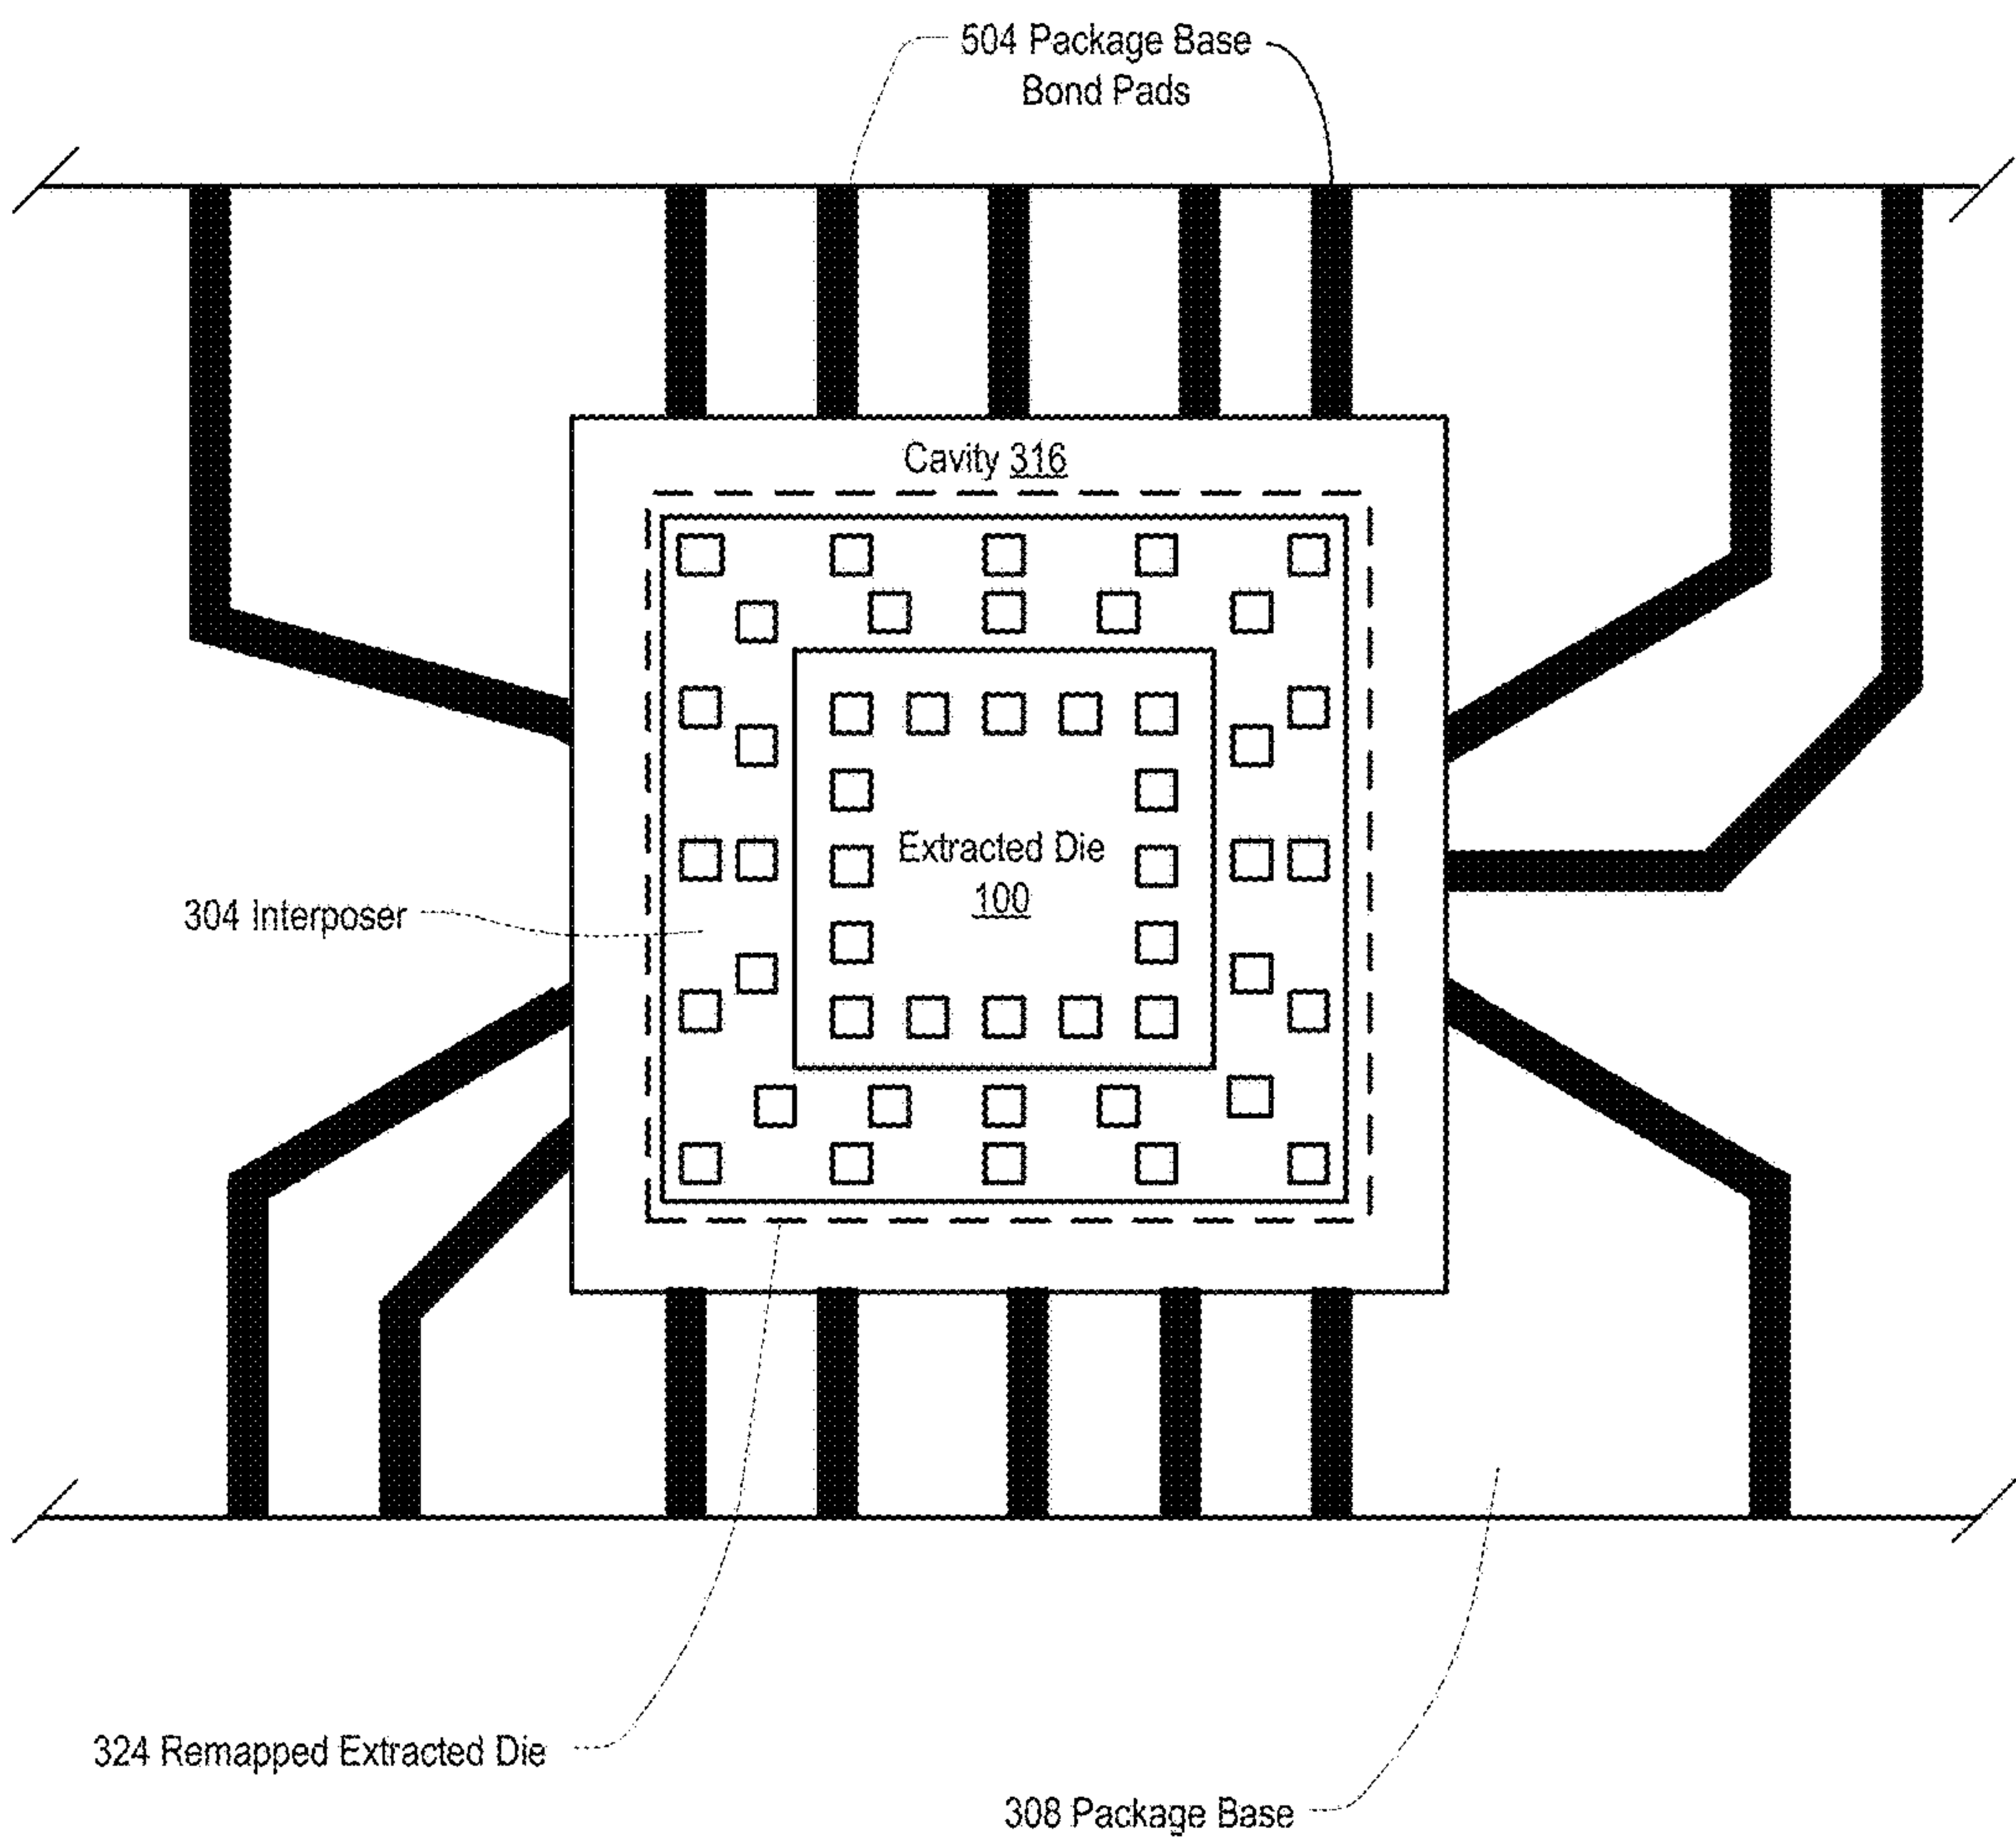 504 Package Base
Bond Pads
Cavity 316
Extracted Die
100
304 Interposer
324 Remapped Extracted Die
308 Package Base